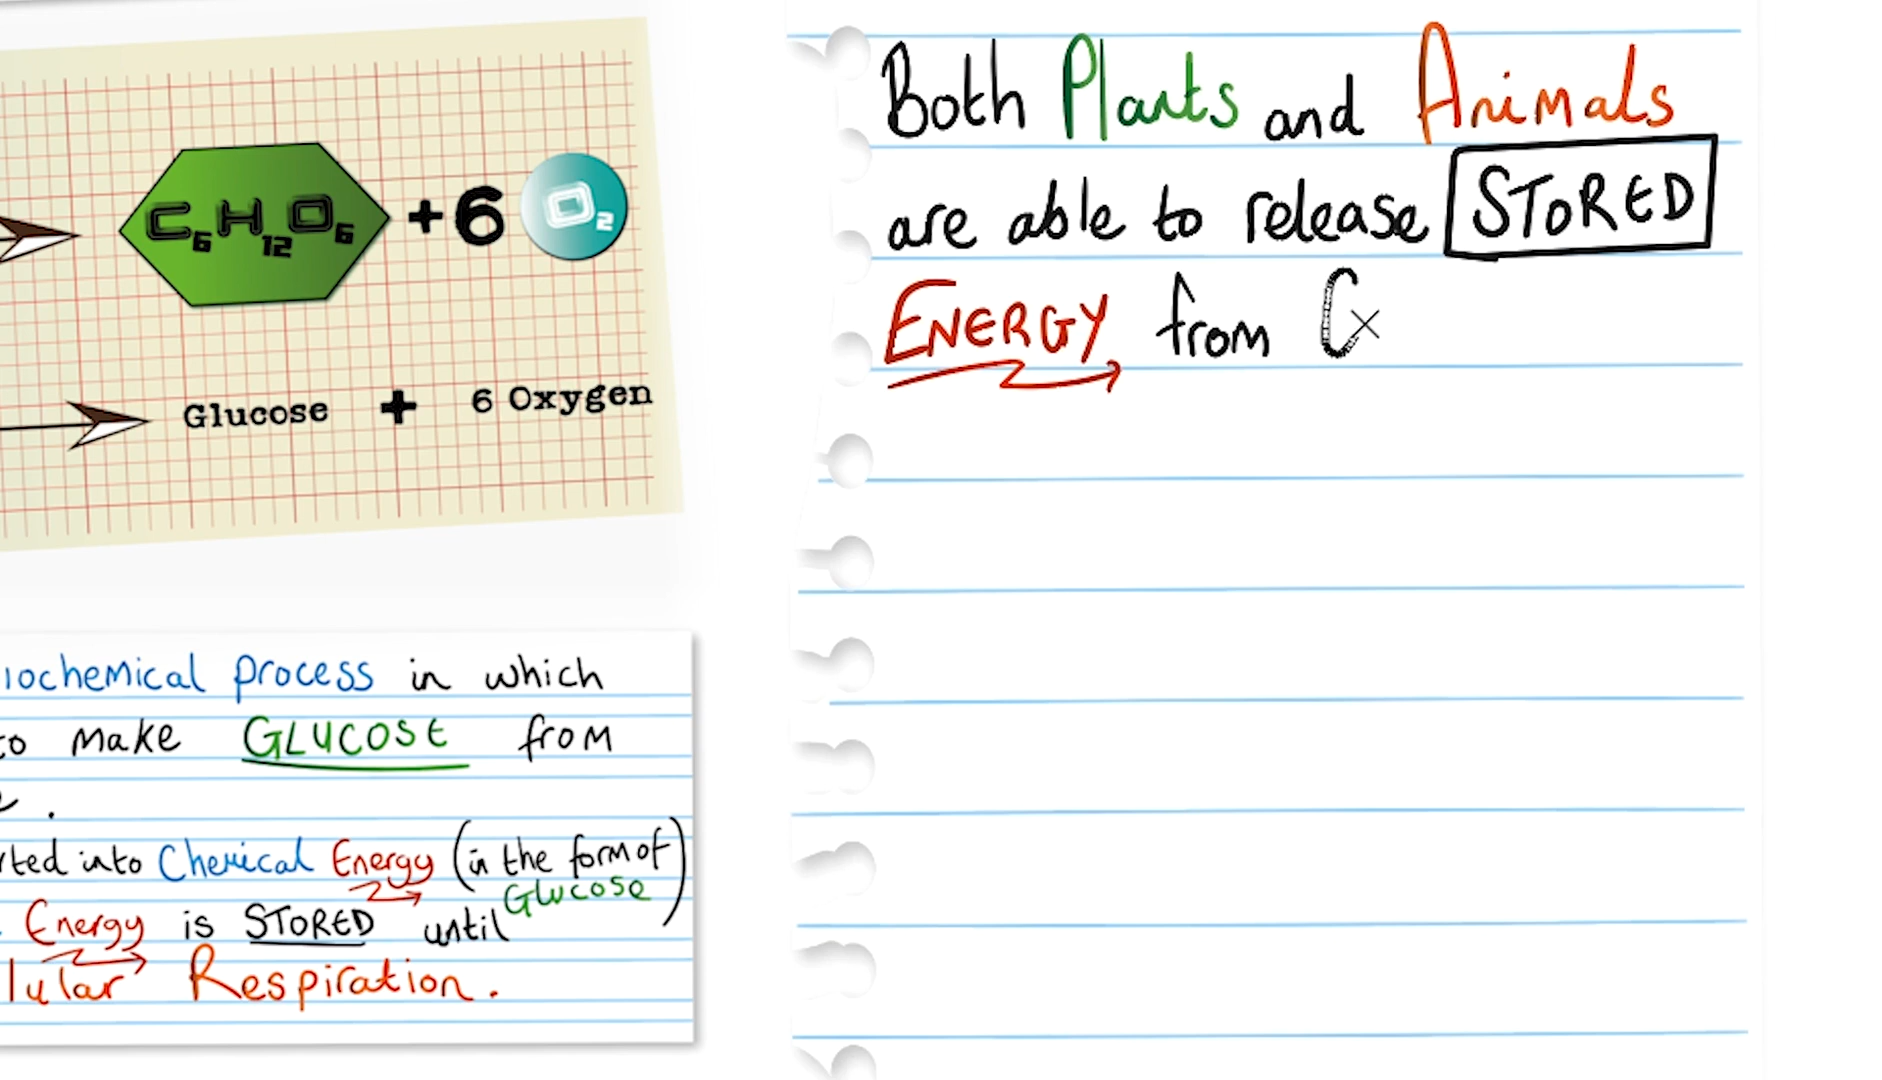 C6H12O6 + 6 O2
Glucose + 6 Oxygen
iochemical process in which
to make GLUCOSE from
.
rted into Chemical Energy (in the form of
Glucose)
Energy is STORED until
lular Respiration.
Both Plants and Animals
are able to release STORED
ENERGY from C